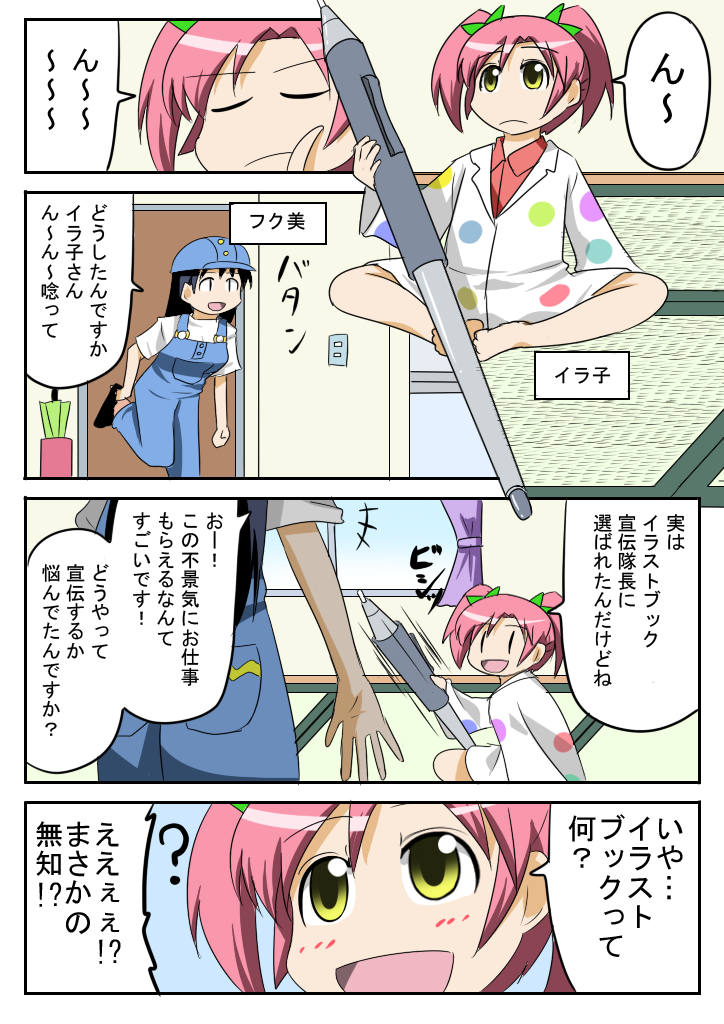 ん～
ん～～
～～～
イラ子
フク美
バタン
どうしたんですか
イラ子さん
ん～ん～唸って
実は
イラストブック
宣伝隊長に
選ばれたんだけどね
ビシッ
おー！
この不景気にお仕事
もらえるなんて
すごいです！
どうやって
宣伝するか
悩んでたんですか？
いや…
イラスト
ブックって
何？
？
えぇぇぇ!?
まさかの
無知!?